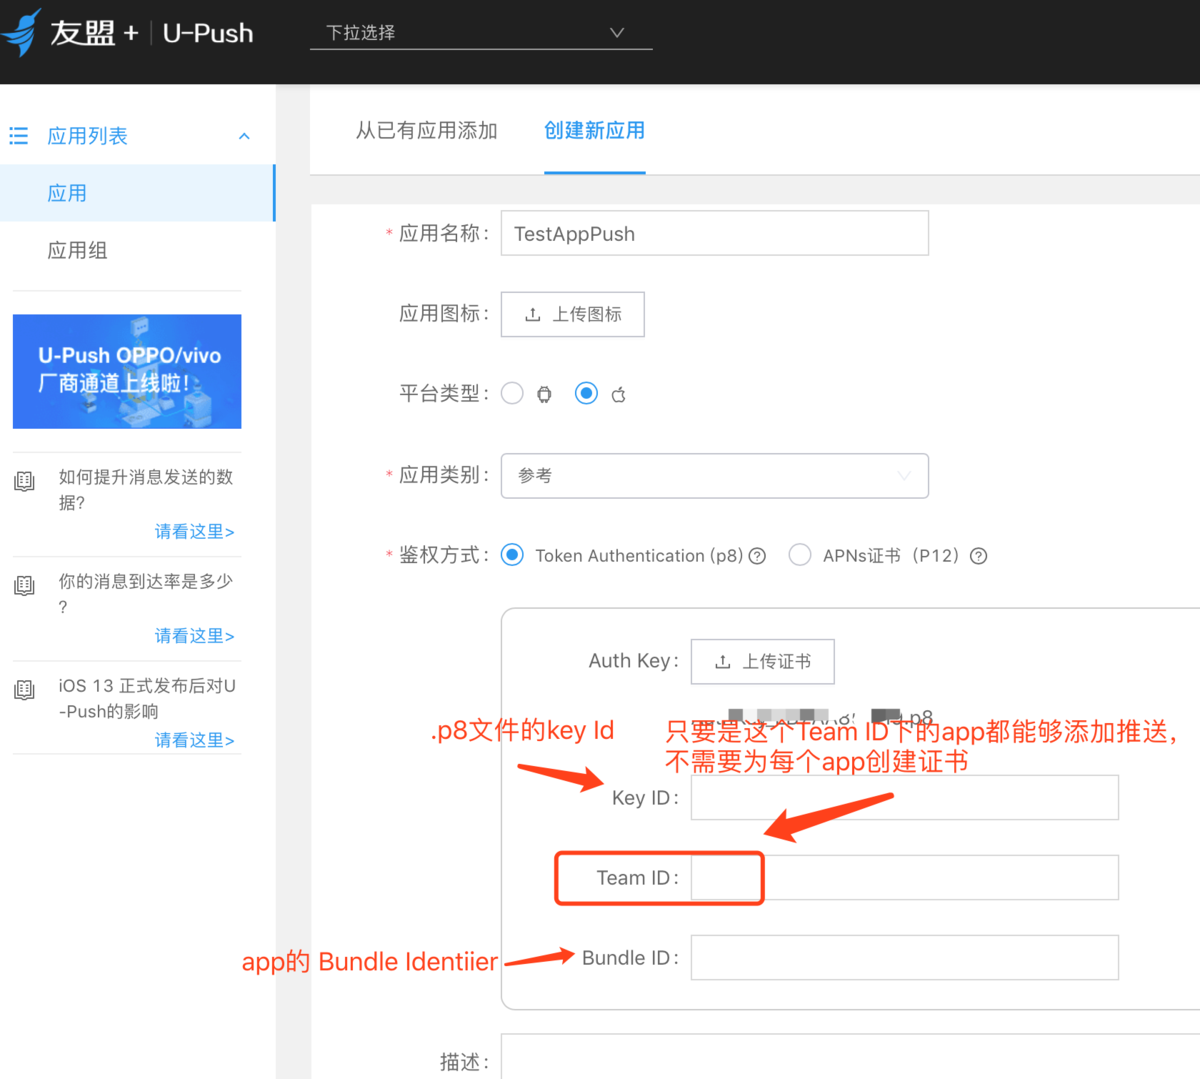 友盟+ U-Push
下拉选择
应用列表
应用
应用组
U-Push OPPO/vivo
厂商通道上线啦!
如何提升消息发送的数
据?
请看这里>
你的消息到达率是多少
?
请看这里>
iOS 13 正式发布后对U
-Push的影响
请看这里>
从已有应用添加 创建新应用
* 应用名称: TestAppPush
应用图标: 上传图标
平台类型:
* 应用类别: 参考
* 鉴权方式: Token Authentication (p8) ? APNs证书 (P12) ?
Auth Key: 上传证书
.p8
.p8文件的key Id
只要是这个Team ID下的app都能够添加推送,
不需要为每个app创建证书
Key ID:
Team ID:
app的 Bundle Identiier
Bundle ID:
描述: